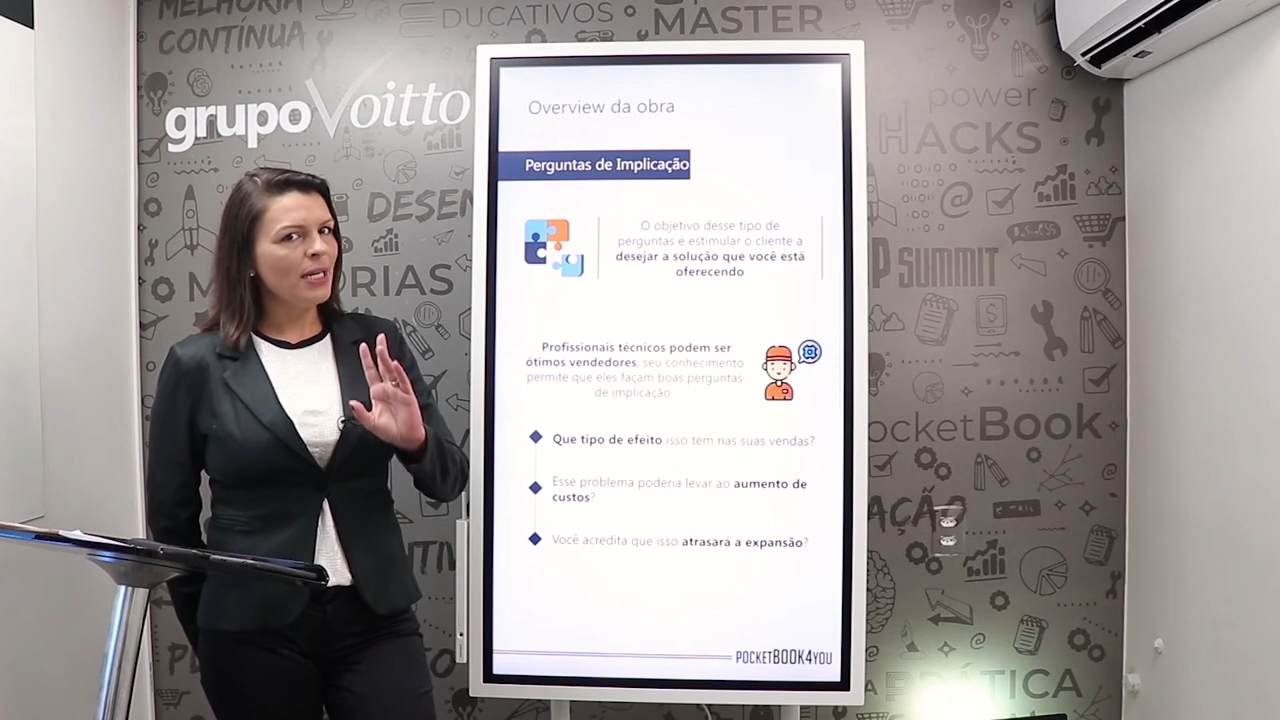 MELHORIA
CONTÍNUA
DUCATIVOS
MASTER
grupoVoitto
power
HACKS
DESEN
SUMMIT
BUSINESS
Overview da obra
Perguntas de Implicação
O objetivo desse tipo de
perguntas é estimular o cliente a
desejar a solução que você está
oferecendo
Profissionais técnicos podem ser
ótimos vendedores, seu conhecimento
permite que eles façam boas perguntas
de implicação
Que tipo de efeito isso tem nas suas vendas?
Esse problema poderia levar ao aumento de
custos?
Você acredita que isso atrasará a expansão?
POCKETBOOK4YOU
ocketBook
AÇÃO
e mail
PRÁTICA